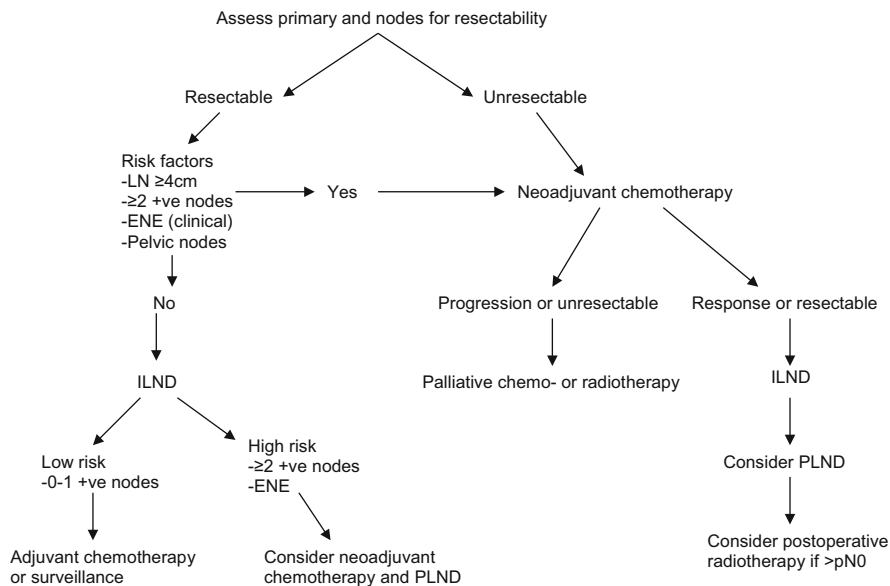 Assess primary and nodes for resectability
Resectable
Unresectable
Risk factors
-LN ≥4cm
-≥2 +ve nodes
-ENE (clinical)
-Pelvic nodes
Yes
Neoadjuvant chemotherapy
No
Progression or unresectable
Response or resectable
ILND
Palliative chemo- or radiotherapy
ILND
Low risk
-0-1 +ve nodes
High risk
-≥2 +ve nodes
-ENE
Consider PLND
Adjuvant chemotherapy
or surveillance
Consider neoadjuvant
chemotherapy and PLND
Consider postoperative
radiotherapy if >pN0